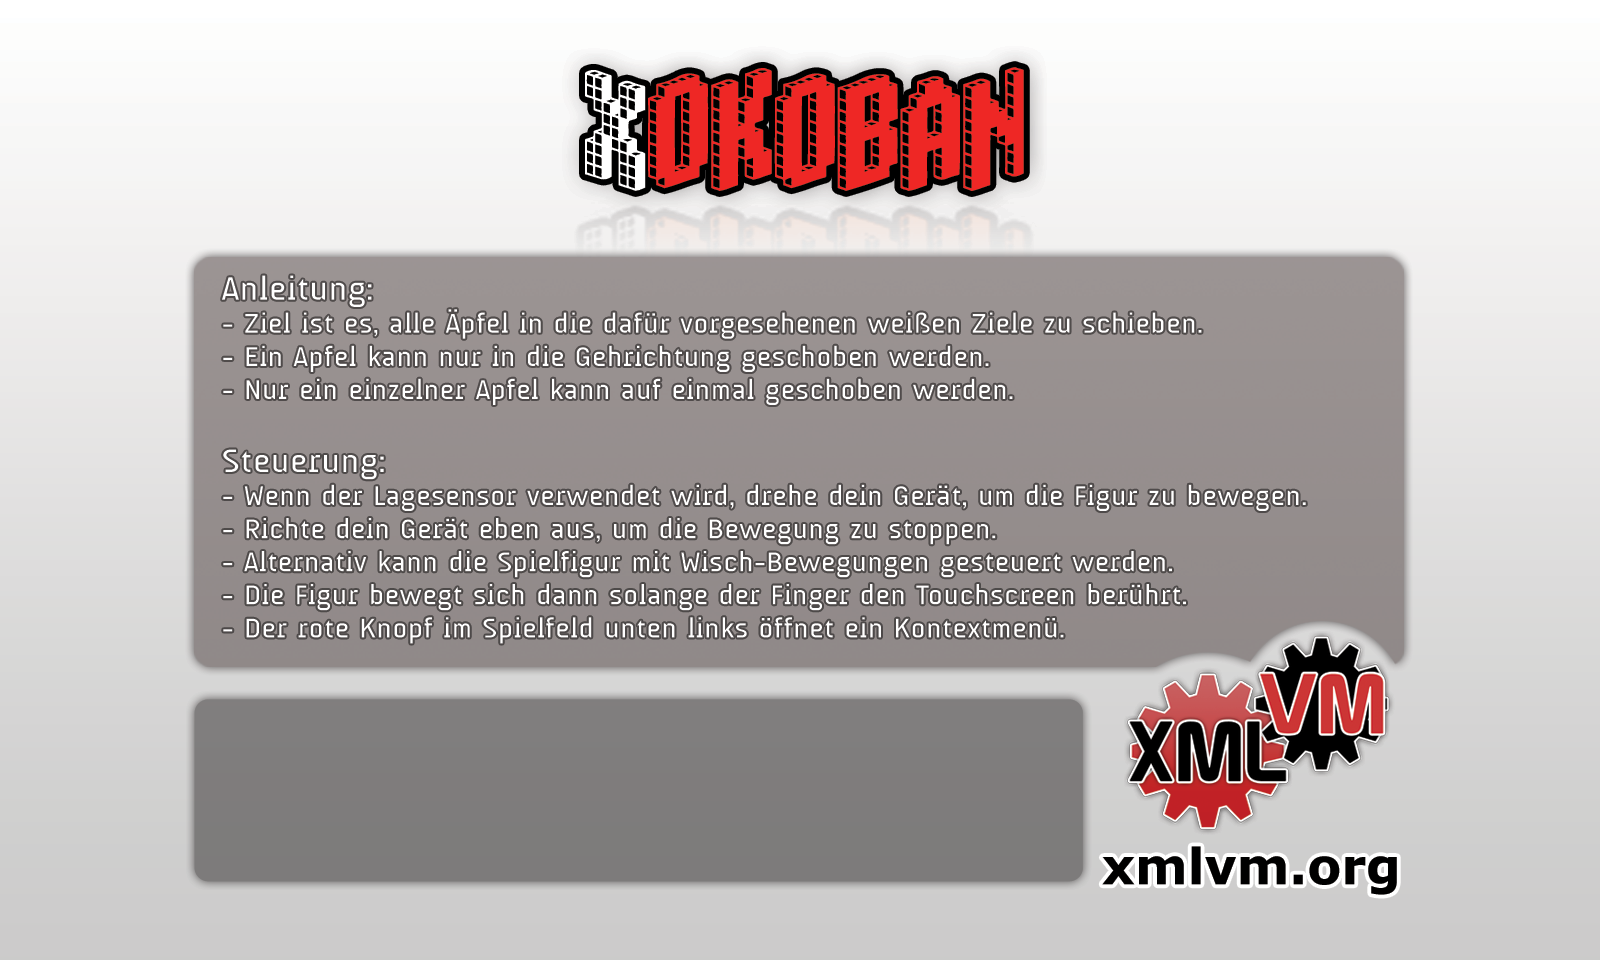 XOKOBAN
Anleitung:
- Ziel ist es, alle Äpfel in die dafür vorgesehenen weißen Ziele zu schieben.
- Ein Apfel kann nur in die Gehrichtung geschoben werden.
- Nur ein einzelner Apfel kann auf einmal geschoben werden.
Steuerung:
- Wenn der Lagesensor verwendet wird, drehe dein Gerät, um die Figur zu bewegen.
- Richte dein Gerät eben aus, um die Bewegung zu stoppen.
- Alternativ kann die Spielfigur mit Wisch-Bewegungen gesteuert werden.
- Die Figur bewegt sich dann solange der Finger den Touchscreen berührt.
- Der rote Knopf im Spielfeld unten links öffnet ein Kontextmenü.
XMLVM
xmlvm.org